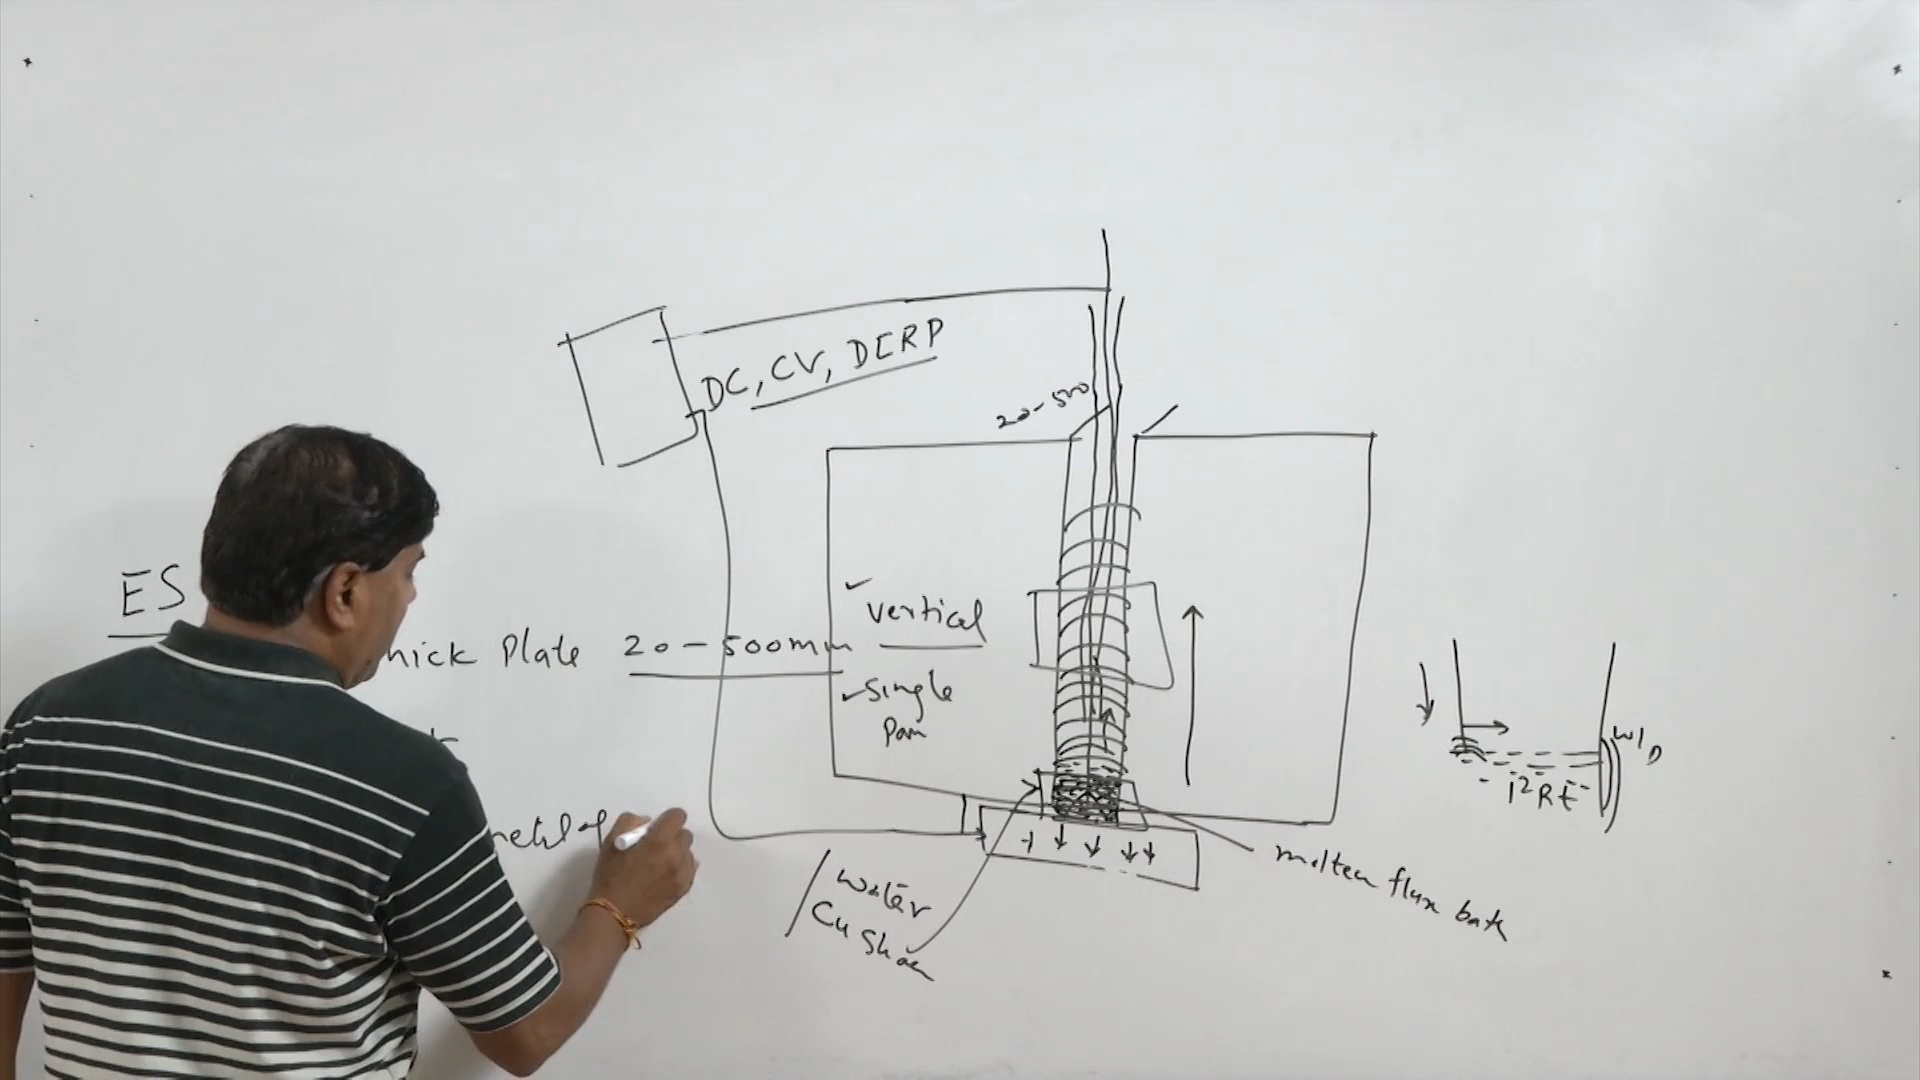 DC, CV, DCRP
20-500
ES
hick Plate 20-500mm
vertical
single
Pam
W/D
I²Rt
molten flux bath
water
Cu Shoe